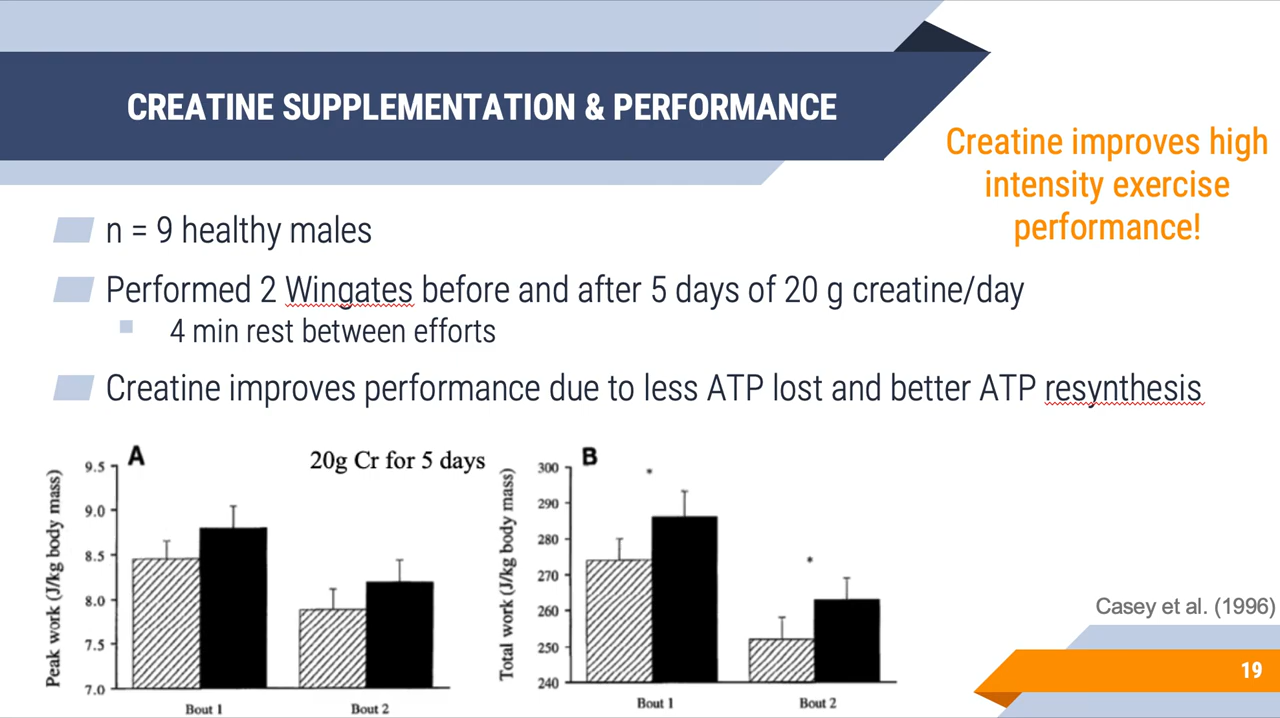 CREATINE SUPPLEMENTATION & PERFORMANCE
Creatine improves high
intensity exercise
performance!
n = 9 healthy males
Performed 2 Wingates before and after 5 days of 20 g creatine/day
4 min rest between efforts
Creatine improves performance due to less ATP lost and better ATP resynthesis
A
20g Cr for 5 days
Peak work (J/kg body mass)
9.5
9.0
8.5
8.0
7.5
7.0
Bout 1
Bout 2
B
Total work (J/kg body mass)
300
290
280
270
260
250
240
*
*
Bout 1
Bout 2
Casey et al. (1996)
19